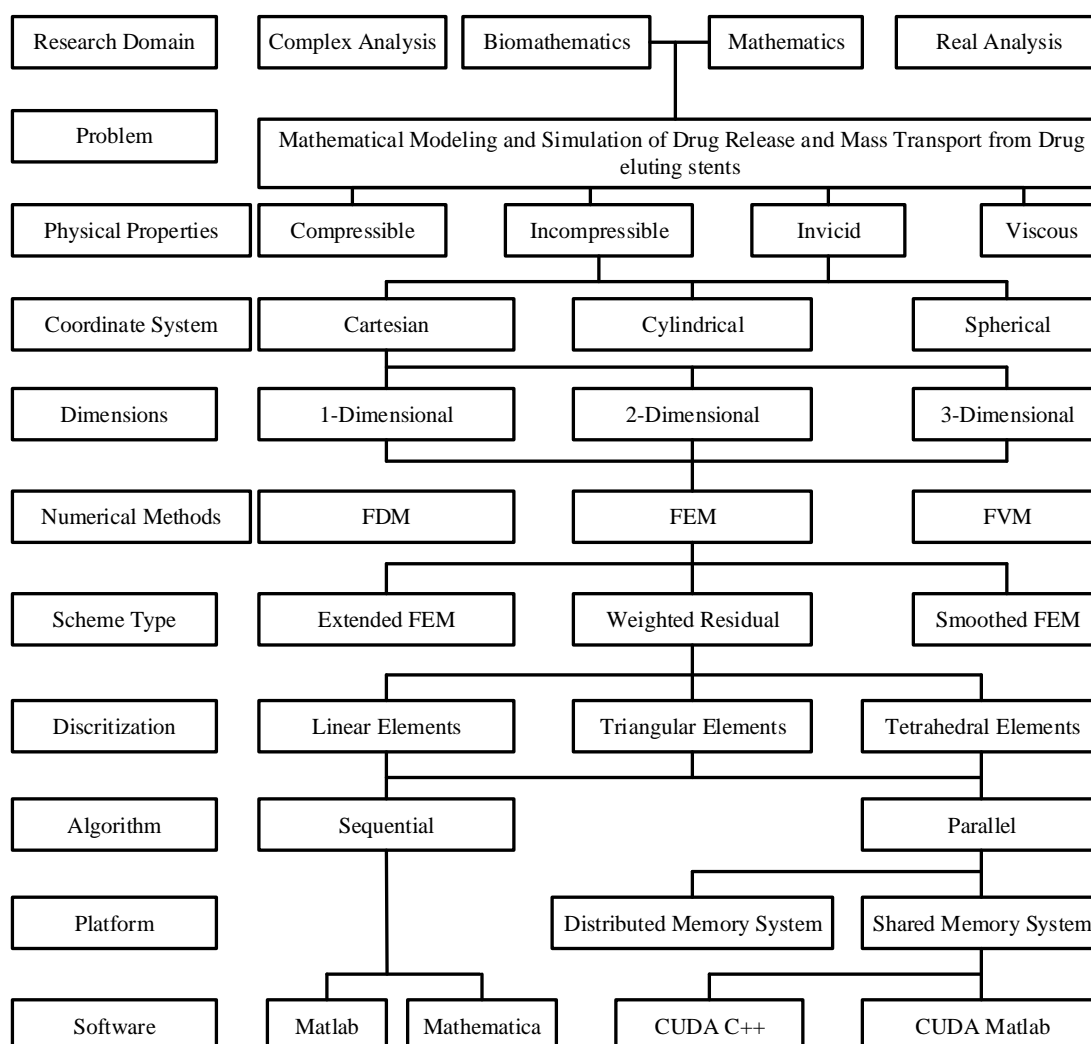 Research Domain
Complex Analysis
Biomathematics
Mathematics
Real Analysis
Problem
Mathematical Modeling and Simulation of Drug Release and Mass Transport from Drug
eluting stents
Physical Properties
Compressible
Incompressible
Invicid
Viscous
Coordinate System
Cartesian
Cylindrical
Spherical
Dimensions
1-Dimensional
2-Dimensional
3-Dimensional
Numerical Methods
FDM
FEM
FVM
Scheme Type
Extended FEM
Weighted Residual
Smoothed FEM
Discritization
Linear Elements
Triangular Elements
Tetrahedral Elements
Algorithm
Sequential
Parallel
Platform
Distributed Memory System
Shared Memory System
Software
Matlab
Mathematica
CUDA C++
CUDA Matlab